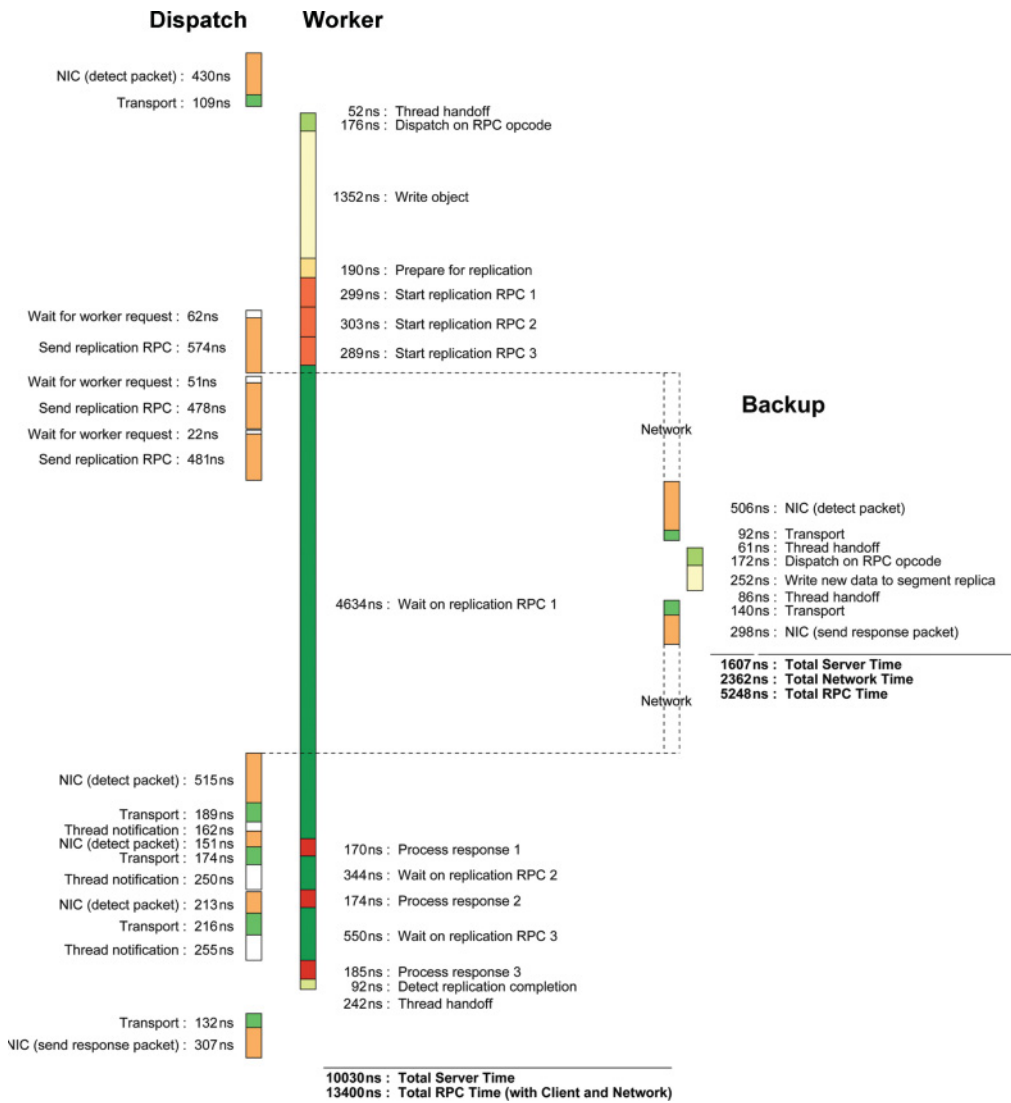 Dispatch
Worker
NIC (detect packet) : 430ns
Transport : 109ns
52ns : Thread handoff
176ns : Dispatch on RPC opcode
1352ns : Write object
190ns : Prepare for replication
299ns : Start replication RPC 1
303ns : Start replication RPC 2
289ns : Start replication RPC 3
Wait for worker request : 62ns
Send replication RPC : 574ns
Wait for worker request : 51ns
Send replication RPC : 478ns
Wait for worker request : 22ns
Send replication RPC : 481ns
4634ns : Wait on replication RPC 1
Network
Backup
506ns : NIC (detect packet)
92ns : Transport
61ns : Thread handoff
172ns : Dispatch on RPC opcode
252ns : Write new data to segment replica
86ns : Thread handoff
140ns : Transport
298ns : NIC (send response packet)
1607ns : Total Server Time
2362ns : Total Network Time
5248ns : Total RPC Time
Network
NIC (detect packet) : 515ns
Transport : 189ns
Thread notification : 162ns
NIC (detect packet) : 151ns
Transport : 174ns
Thread notification : 250ns
NIC (detect packet) : 213ns
Transport : 216ns
Thread notification : 255ns
170ns : Process response 1
344ns : Wait on replication RPC 2
174ns : Process response 2
550ns : Wait on replication RPC 3
185ns : Process response 3
92ns : Detect replication completion
242ns : Thread handoff
Transport : 132ns
NIC (send response packet) : 307ns
10030ns : Total Server Time
13400ns : Total RPC Time (with Client and Network)